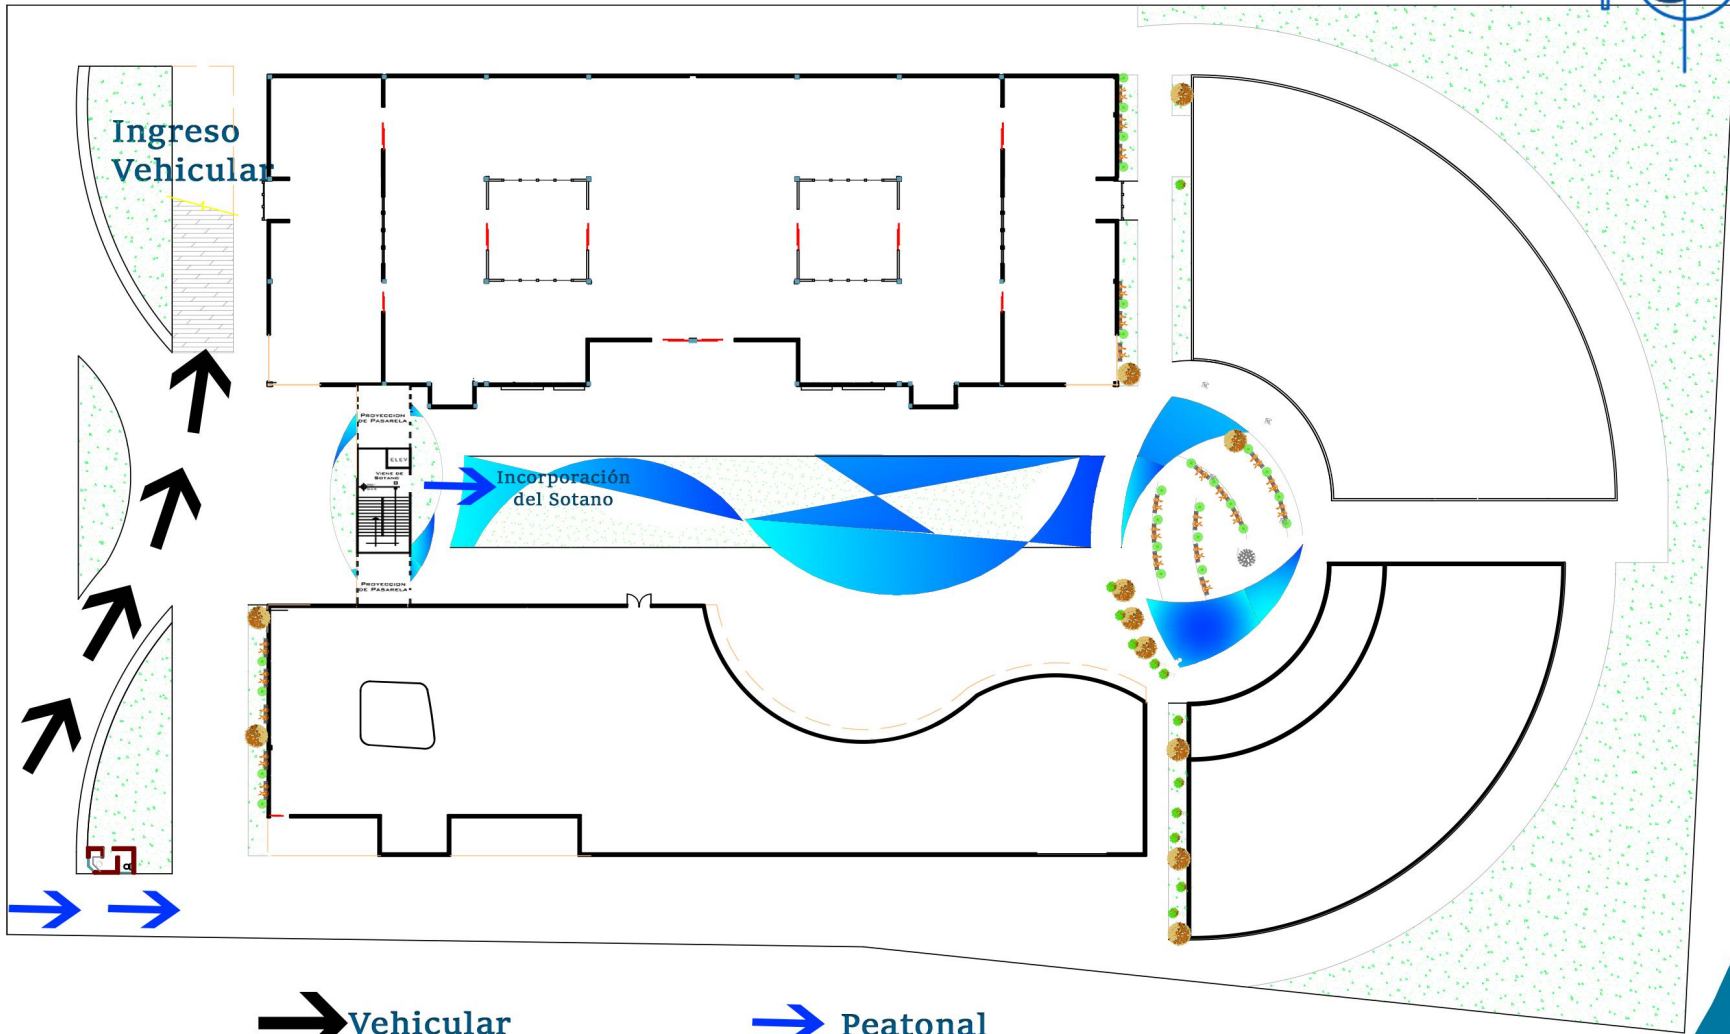 Ingreso
Vehicular
PROYECCION
DE PASARELA
ELEV
VIENE DE
SOTANO
Incorporación
del Sotano
PROYECCION
DE PASARELA
Vehicular
Peatonal